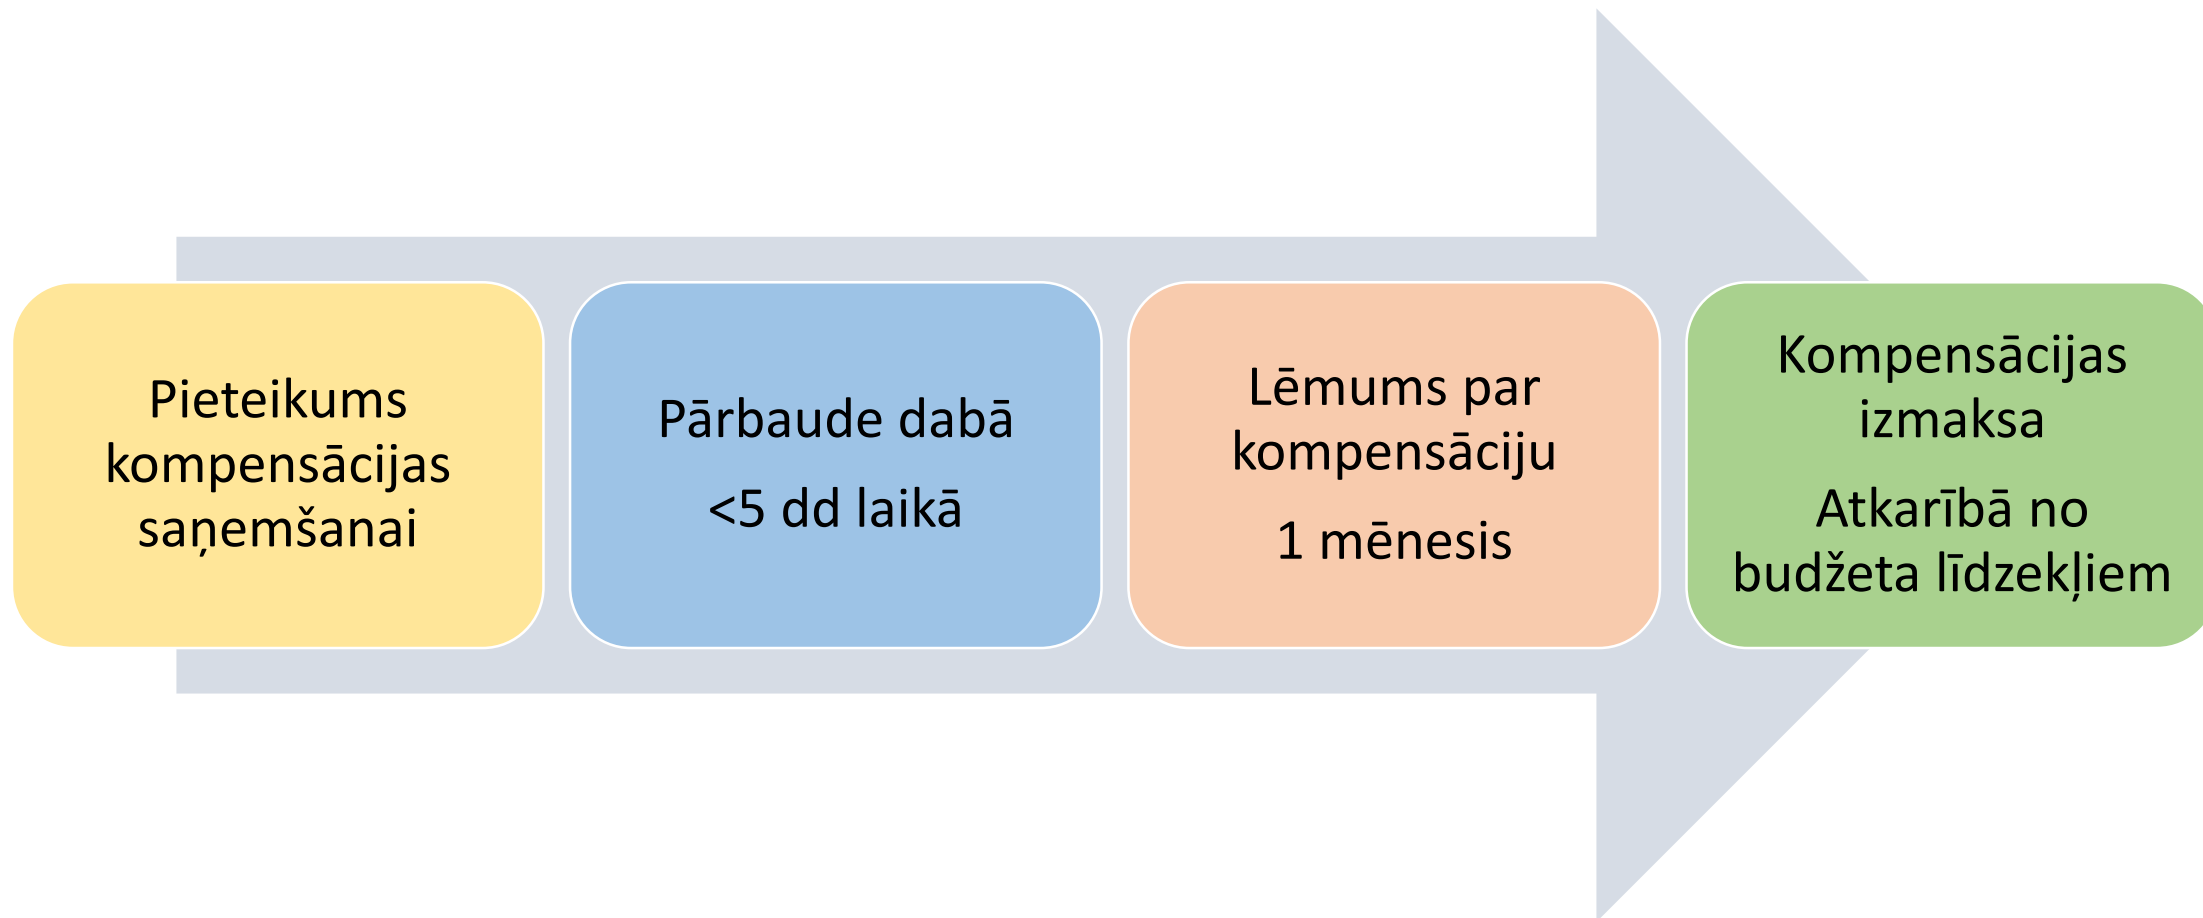 Pieteikums
kompensācijas
saņemšanai
Pārbaude dabā
<5 dd laikā
Lēmums par
kompensāciju
1 mēnesis
Kompensācijas
izmaksa
Atkarībā no
budžeta līdzekļiem